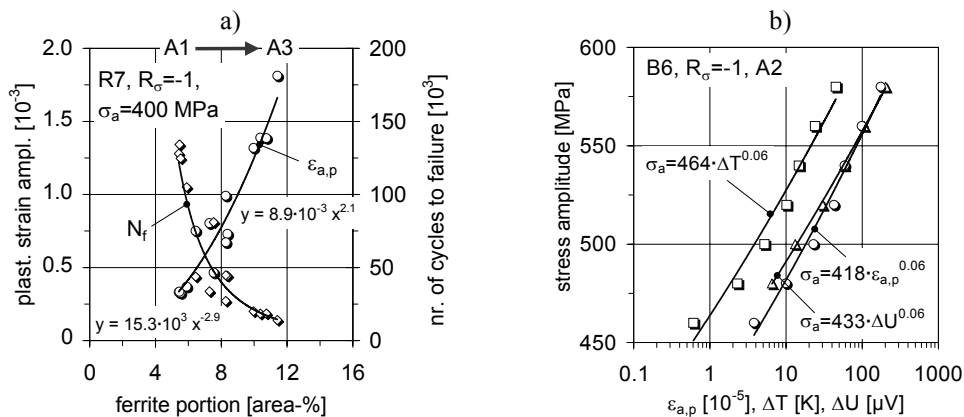 a)
A1 A3
2.0
1.5
1.0
0.5
0
plast. strain ampl. [10⁻³]
R7, R_σ=-1,
σ_a=400 MPa
ε_a,p
N_f
y = 8.9·10⁻³ x^2.1
y = 15.3·10³ x^-2.9
200
150
100
50
0
nr. of cycles to failure [10³]
0 4 8 12 16
ferrite portion [area-%]
b)
600
550
500
450
stress amplitude [MPa]
B6, R_σ=-1, A2
σ_a=464·ΔT^0.06
σ_a=418·ε_a,p^0.06
σ_a=433·ΔU^0.06
0.1 1 10 100 1000
ε_a,p [10⁻⁵], ΔT [K], ΔU [µV]